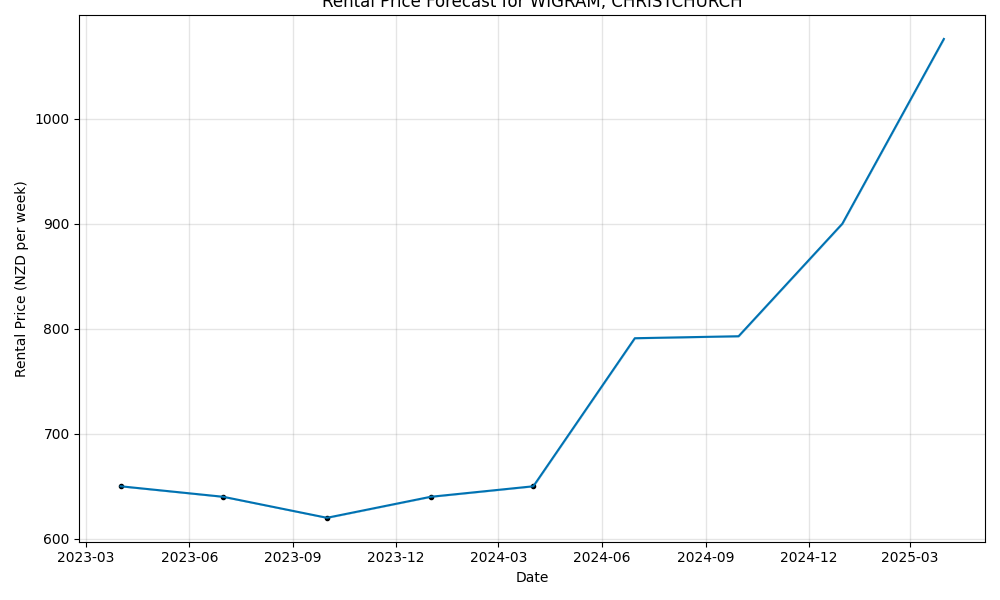 Rental Price Forecast for WIGRAM, CHRISTCHURCH
Rental Price (NZD per week)
1000
900
800
700
600
2023-03 2023-06 2023-09 2023-12 2024-03 2024-06 2024-09 2024-12 2025-03
Date